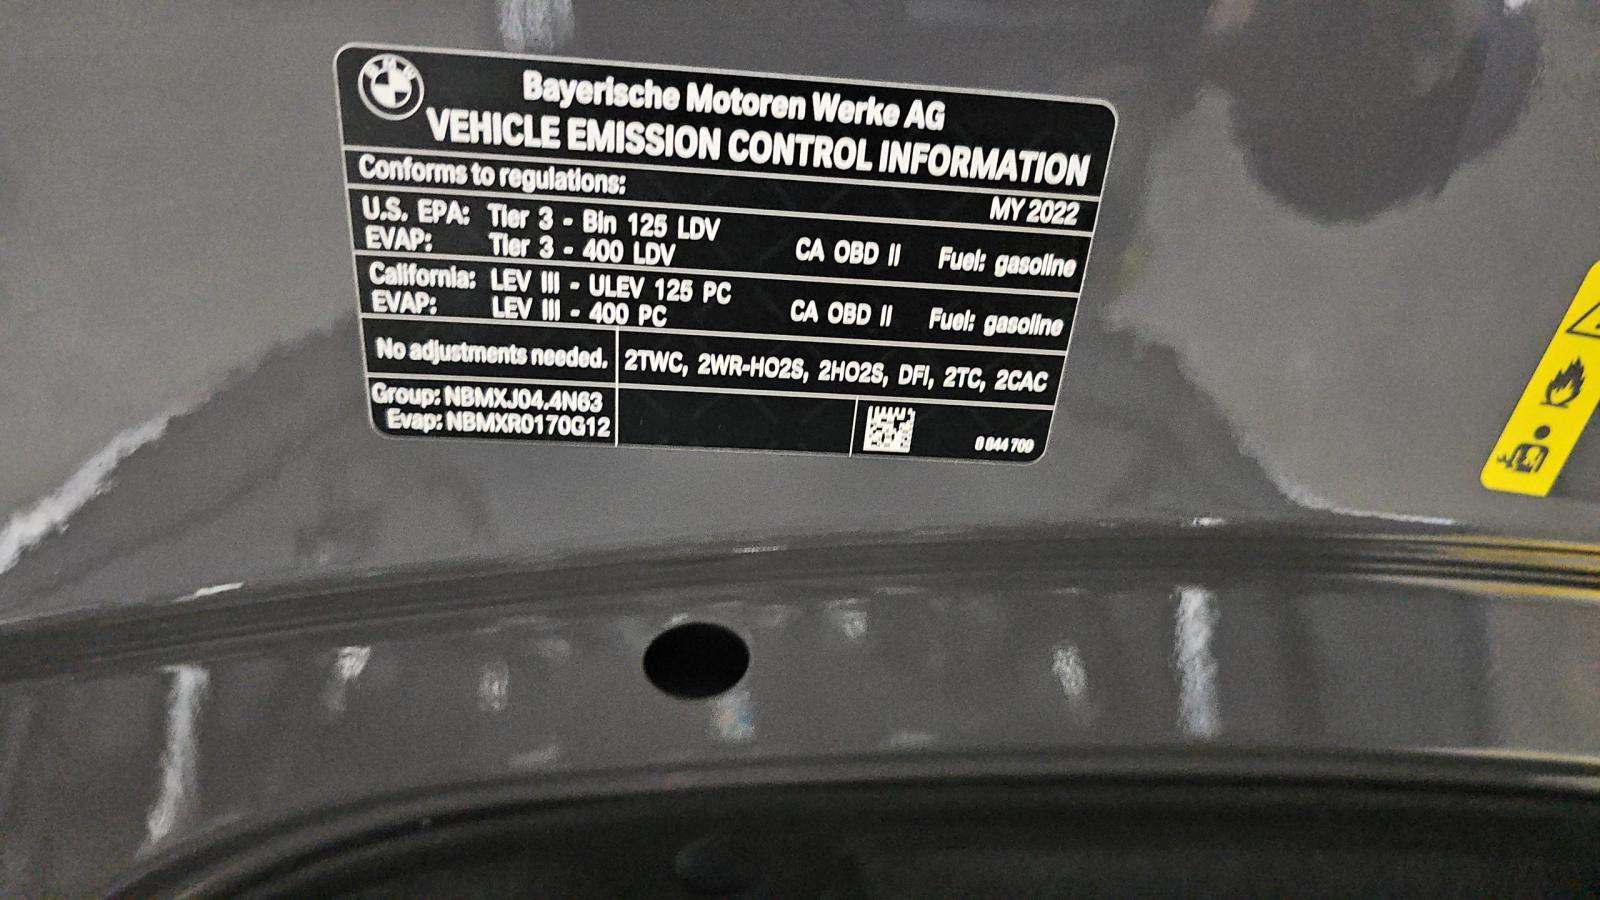 BMW
Bayerische Motoren Werke AG
VEHICLE EMISSION CONTROL INFORMATION
Conforms to regulations:
MY 2022
U.S. EPA: Tier 3 - Bin 125 LDV
EVAP: Tier 3 - 400 LDV
CA OBD II Fuel: gasoline
California: LEV III - ULEV 125 PC
EVAP: LEV III - 400 PC
CA OBD II Fuel: gasoline
No adjustments needed.
2TWC, 2WR-HO2S, 2HO2S, DFI, 2TC, 2CAC
Group: NBMXJ04.4N63
Evap: NBMXR0170G12
8 844 709